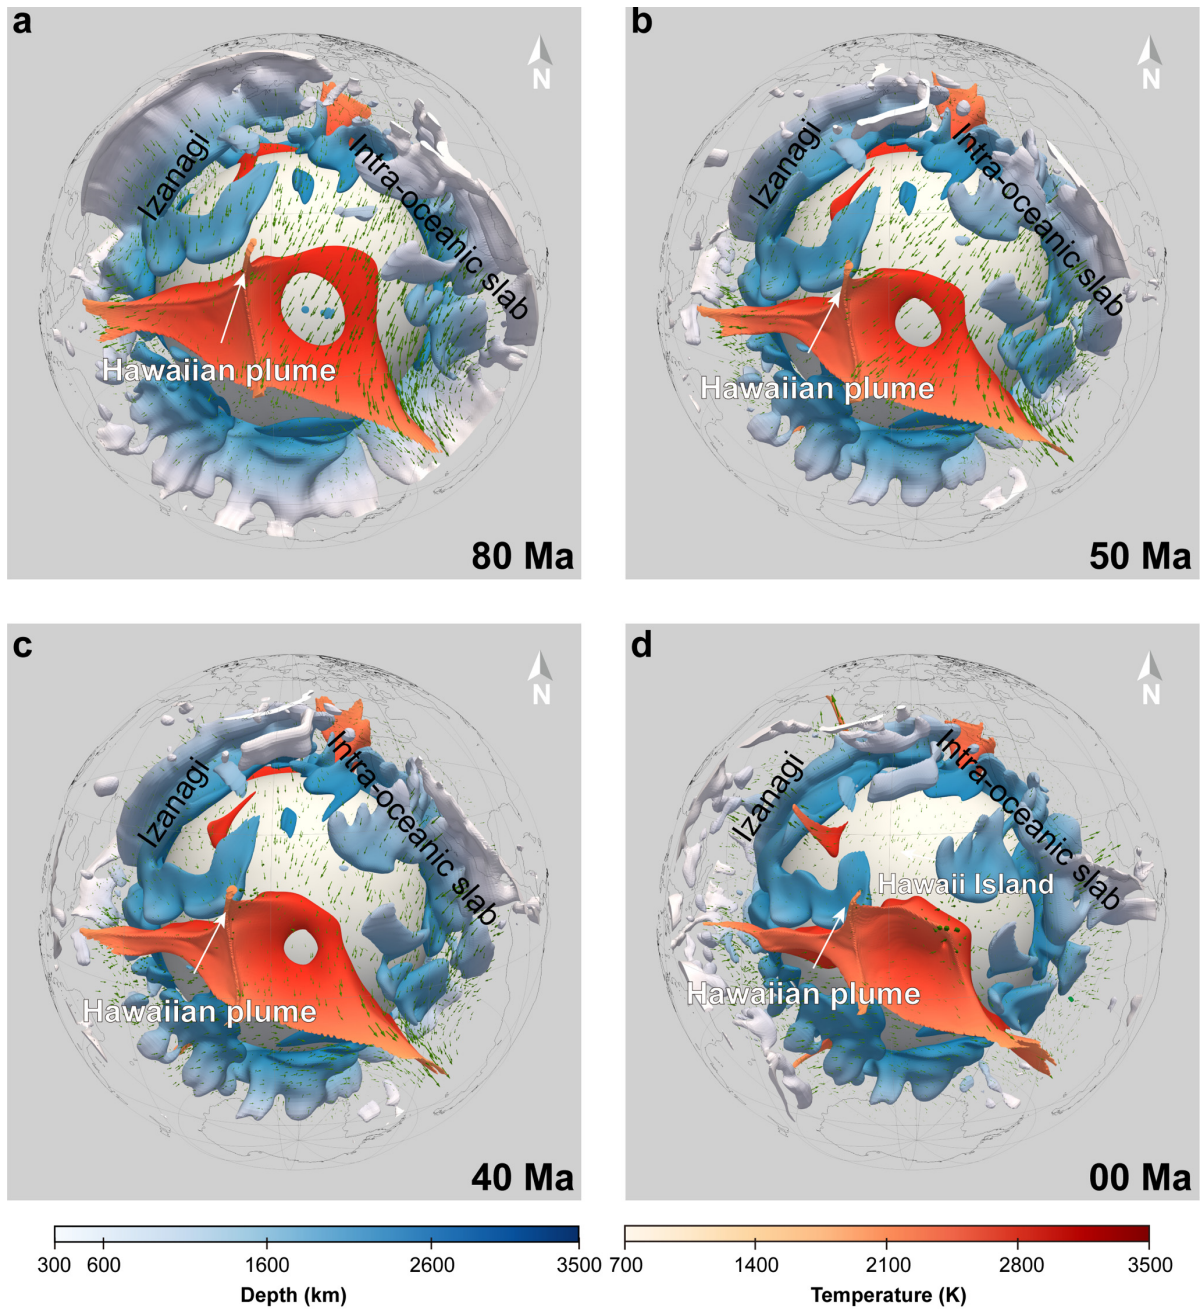 a
N
Izanagi
Intra-oceanic slab
Hawaiian plume
80 Ma
b
N
Izanagi
Intra-oceanic slab
Hawaiian plume
50 Ma
c
N
Izanagi
Intra-oceanic slab
Hawaiian plume
40 Ma
d
N
Izanagi
Intra-oceanic slab
Hawaii Island
Hawaiian plume
00 Ma
300 600 1600 2600 3500
Depth (km)
700 1400 2100 2800 3500
Temperature (K)